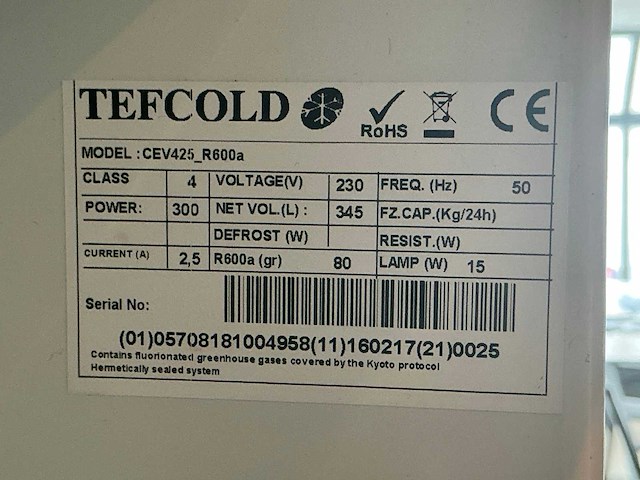 TEFCOLD RoHS CE
MODEL : CEV425_R600a
CLASS 4 VOLTAGE(V) 230 FREQ. (Hz) 50
POWER: 300 NET VOL.(L) : 345 FZ.CAP.(Kg/24h)
DEFROST (W) RESIST.(W)
CURRENT (A) 2,5 R600a (gr) 80 LAMP (W) 15
Serial No:
(01)05708181004958(11)160217(21)0025
Contains fluorionated greenhouse gases covered by the Kyoto protocol
Hermetically sealed system